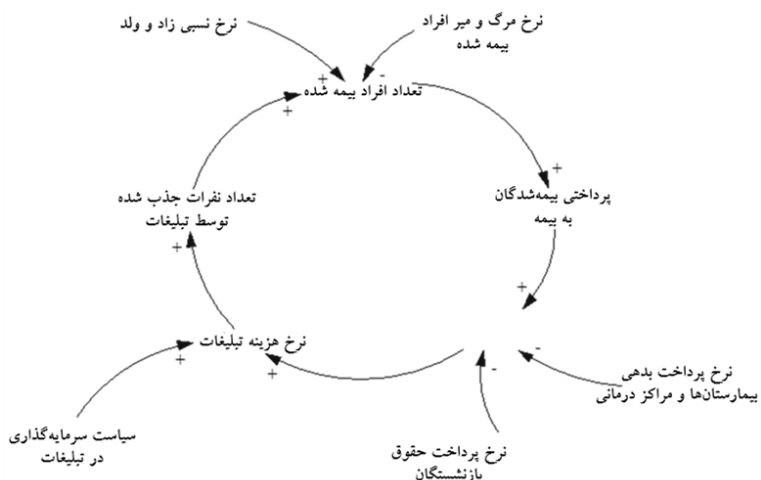 نرخ نسبی زاد و ولد
نرخ مرگ و میر افراد
بیمه شده
+
-
تعداد افراد بیمه شده
+
+
پرداختی بیمه‌شدگان
به بیمه
تعداد نفرات جذب شده
توسط تبلیغات
+
+
نرخ هزینه تبلیغات
+
+
-
-
نرخ پرداخت بدهی
بیمارستان‌ها و مراکز درمانی
سیاست سرمایه‌گذاری
در تبلیغات
نرخ پرداخت حقوق
بازنشستگان